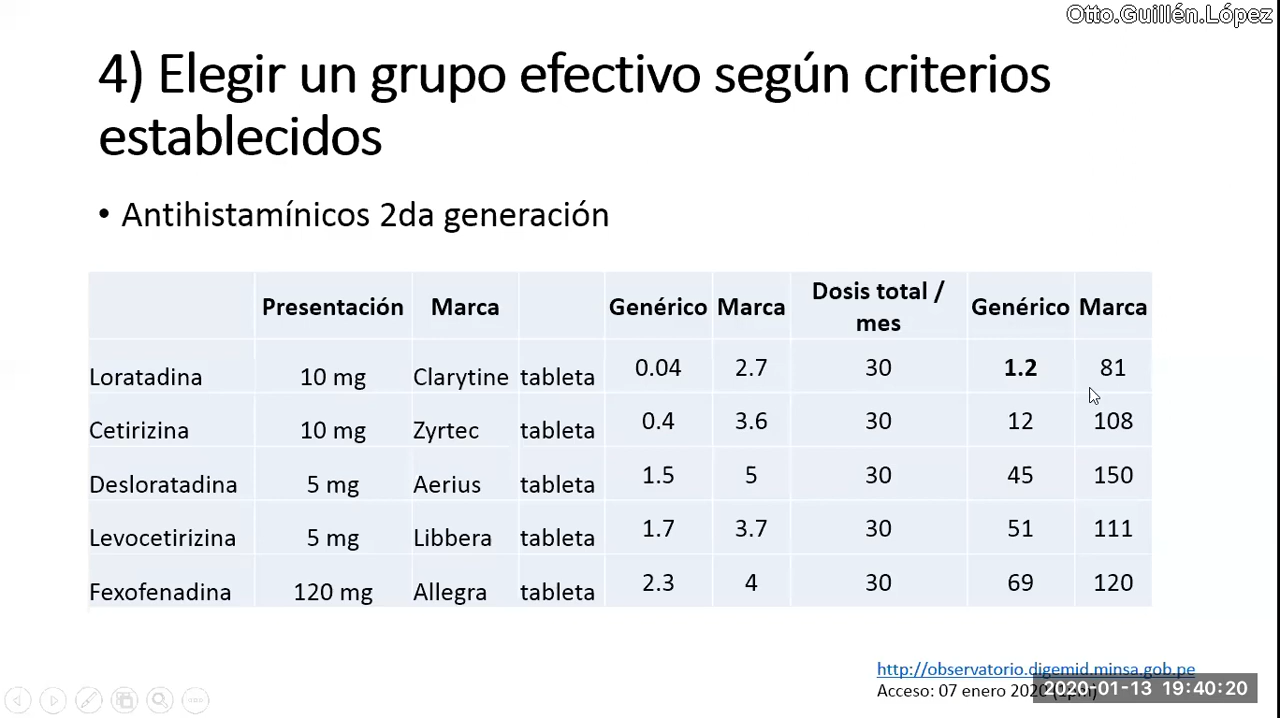 Otto.Guillén.López
4) Elegir un grupo efectivo según criterios
establecidos
• Antihistamínicos 2da generación
Presentación Marca Genérico Marca Dosis total / mes Genérico Marca
Loratadina 10 mg Clarytine tableta 0.04 2.7 30 1.2 81
Cetirizina 10 mg Zyrtec tableta 0.4 3.6 30 12 108
Desloratadina 5 mg Aerius tableta 1.5 5 30 45 150
Levocetirizina 5 mg Libbera tableta 1.7 3.7 30 51 111
Fexofenadina 120 mg Allegra tableta 2.3 4 30 69 120
http://observatorio.digemid.minsa.gob.pe
Acceso: 07 enero 2020
2020-01-13 19:40:20